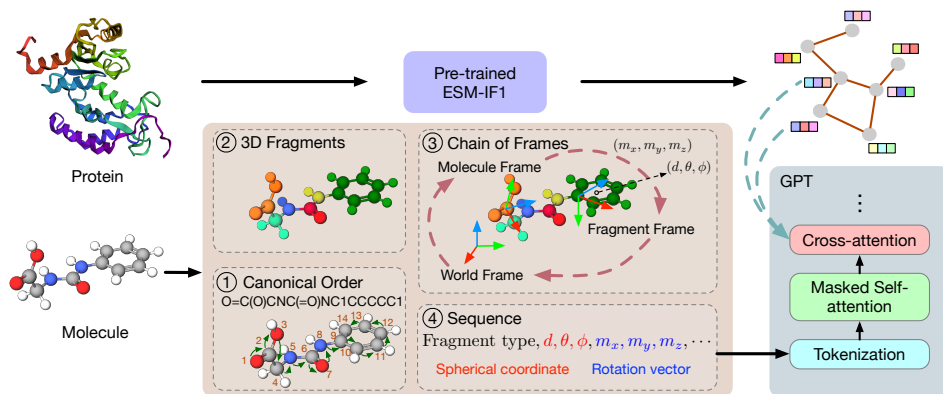 Protein
Pre-trained
ESM-IF1
② 3D Fragments
③ Chain of Frames
Molecule Frame
(m_x, m_y, m_z)
(d, θ, ϕ)
Fragment Frame
World Frame
Molecule
① Canonical Order
O=C(O)CNC(=O)NC1CCCCC1
1
2
3
4
5
6
7
8
9
10
11
12
13
14
④ Sequence
Fragment type, d, θ, ϕ, m_x, m_y, m_z, ⋯
Spherical coordinate
Rotation vector
GPT
Cross-attention
Masked Self-
attention
Tokenization